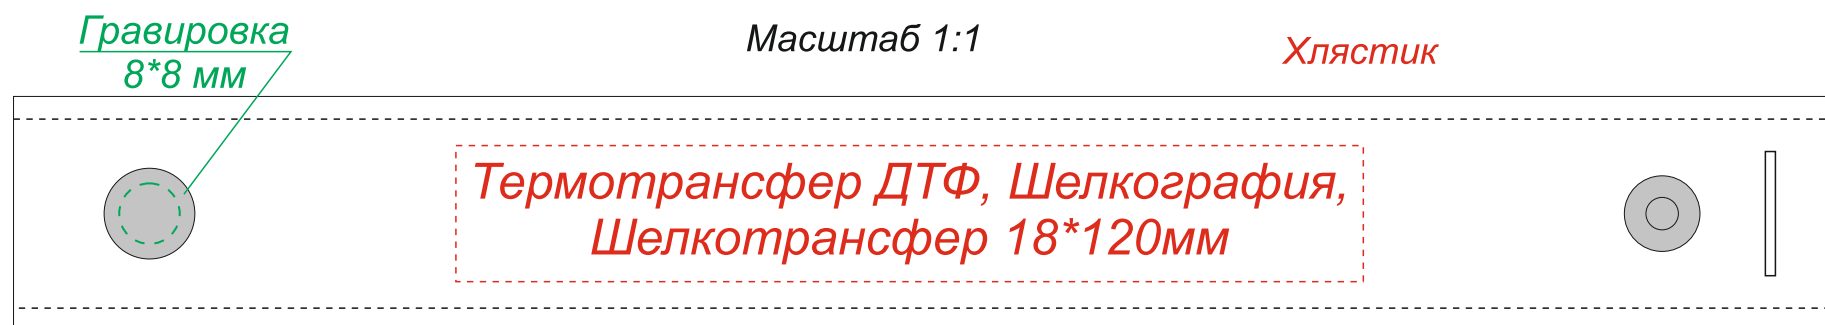 Гравировка
8*8 мм
Масштаб 1:1
Хлястик
Термотрансфер ДТФ, Шелкография,
Шелкотрансфер 18*120мм